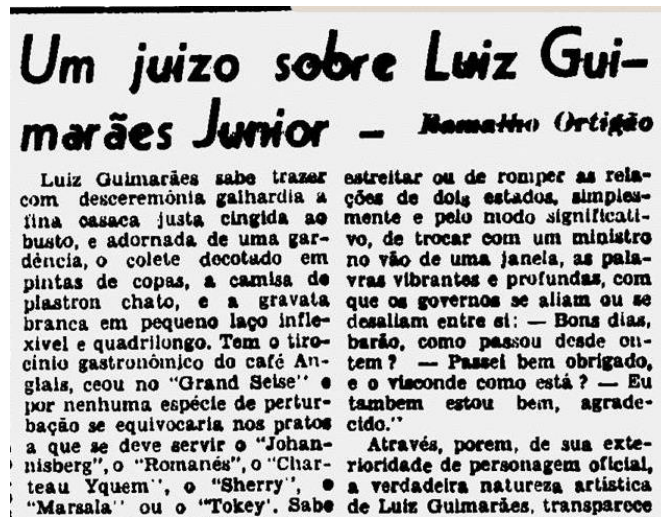 Um juizo sobre Luiz Gui-
marães Junior - Ramalho Ortigão
Luiz Guimarães sabe trazer
com desceremônia galhardia a
fina casaca justa cingida ao
busto, e adornada de uma gar-
dência, o colete decotado em
pintas de copas, a camisa de
plastron chato, e a gravata
branca em pequeno laço infle-
xivel e quadrilongo. Tem o tiro-
cinio gastronômico do café An-
glais, ceou no "Grand Seise" e
por nenhuma espécie de pertur-
bação se equivocaria nos pratos
a que se deve servir o "Johan-
nisberg", o "Romanés", o "Char-
teau Yquem", o "Sherry", o
"Marsala" ou o "Tokey'. Sabe
estreitar ou de romper as rela-
ções de dois estados, simples-
mente e pelo modo significati-
vo, de trocar com um ministro
no vão de uma janela, as pala-
vras vibrantes e profundas, com
que os governos se aliam ou se
desaliam entre si: — Bons dias,
barão, como passou desde on-
tem? — Passei bem obrigado,
e o visconde como está? — Eu
tambem estou bem, agrade-
cido."
Através, porem, de sua exte-
rioridade de personagem oficial,
a verdadeira natureza artística
de Luiz Guimarães, transparece